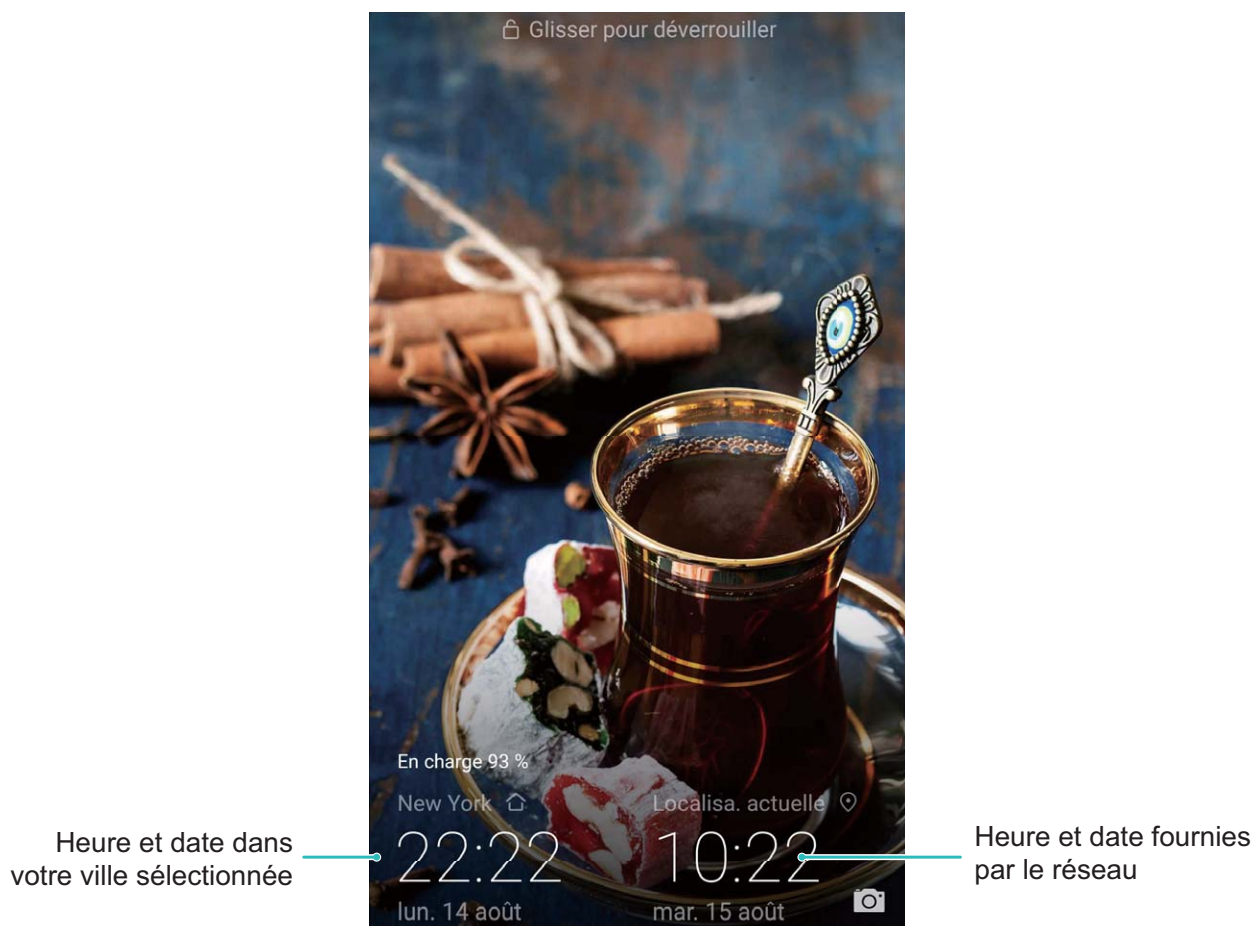 Glisser pour déverrouiller
En charge 93 %
New York
Localisa. actuelle
22:22
10:22
lun. 14 août
mar. 15 août
Heure et date dans
votre ville sélectionnée
Heure et date fournies
par le réseau